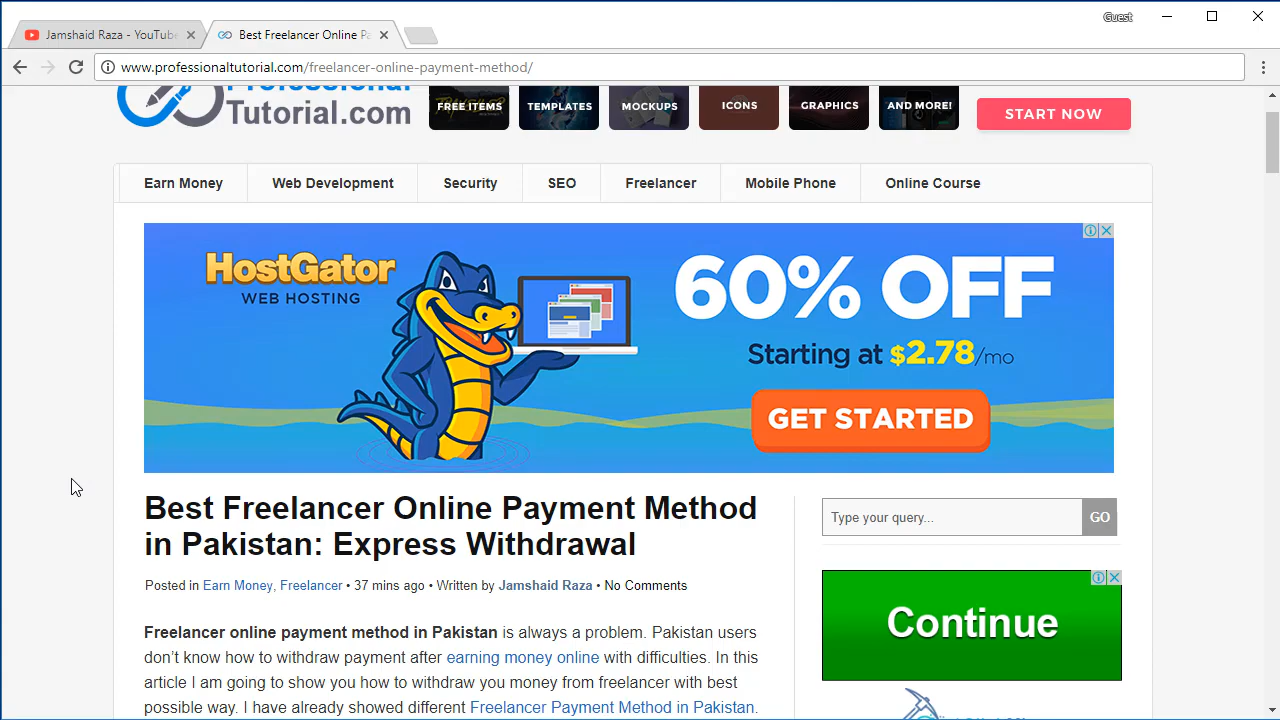 Guest
Jamshaid Raza - YouTube
Best Freelancer Online Pa
www.professionaltutorial.com/freelancer-online-payment-method/
Professional
Tutorial.com
FREE ITEMS
TEMPLATES
MOCKUPS
ICONS
GRAPHICS
AND MORE!
START NOW
Earn Money
Web Development
Security
SEO
Freelancer
Mobile Phone
Online Course
HostGator
WEB HOSTING
60% OFF
Starting at $2.78/mo
GET STARTED
Best Freelancer Online Payment Method
in Pakistan: Express Withdrawal
Posted in Earn Money, Freelancer • 37 mins ago • Written by Jamshaid Raza • No Comments
Freelancer online payment method in Pakistan is always a problem. Pakistan users
don't know how to withdraw payment after earning money online with difficulties. In this
article I am going to show you how to withdraw you money from freelancer with best
possible way. I have already showed different Freelancer Payment Method in Pakistan.
Type your query...
GO
Continue